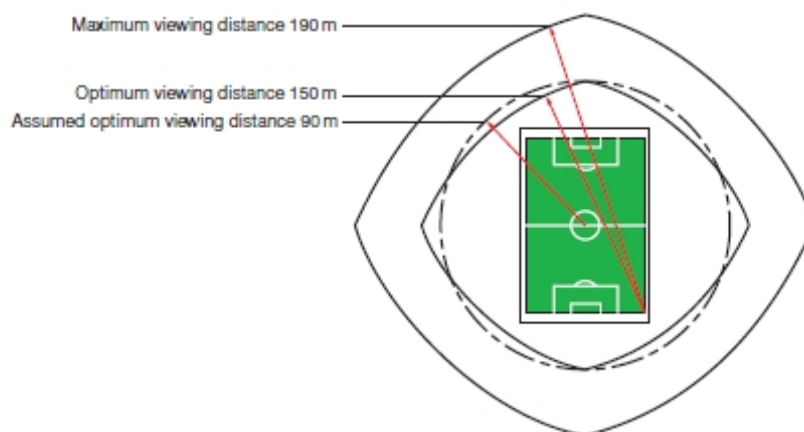 Maximum viewing distance 190 m
Optimum viewing distance 150 m
Assumed optimum viewing distance 90 m